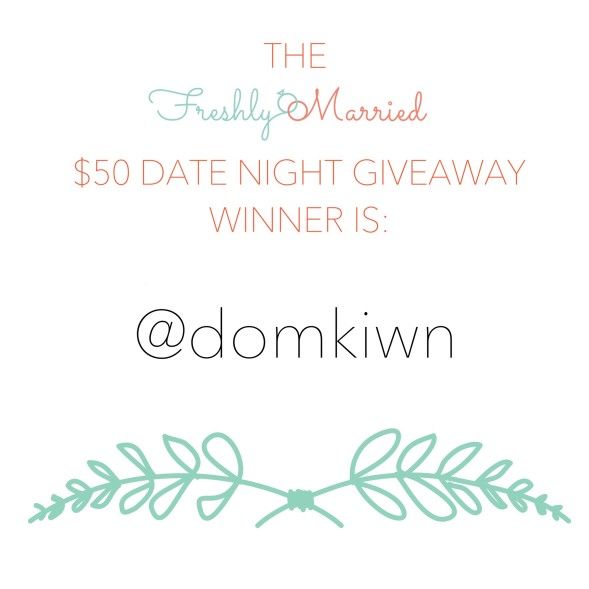 THE
Freshly Married
$50 DATE NIGHT GIVEAWAY
WINNER IS:
@domkiwn